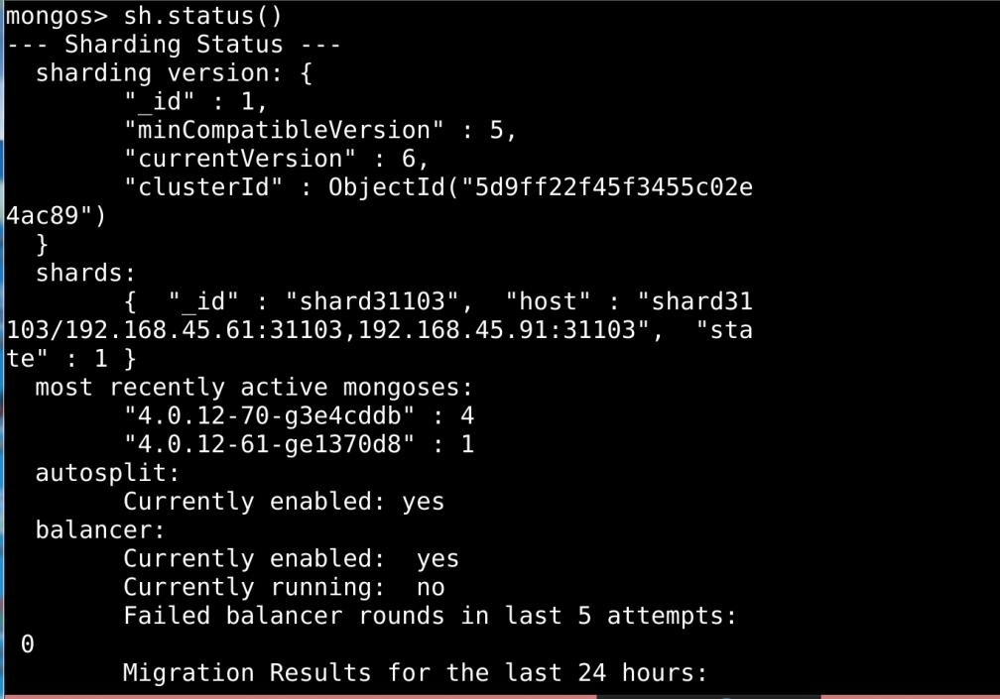 mongos> sh.status()
--- Sharding Status ---
  sharding version: {
        "_id" : 1,
        "minCompatibleVersion" : 5,
        "currentVersion" : 6,
        "clusterId" : ObjectId("5d9ff22f45f3455c02e
4ac89")
  }
  shards:
        {  "_id" : "shard31103",  "host" : "shard31
103/192.168.45.61:31103,192.168.45.91:31103",  "sta
te" : 1 }
  most recently active mongoses:
        "4.0.12-70-g3e4cddb" : 4
        "4.0.12-61-ge1370d8" : 1
  autosplit:
        Currently enabled: yes
  balancer:
        Currently enabled:  yes
        Currently running:  no
        Failed balancer rounds in last 5 attempts:
 0
        Migration Results for the last 24 hours: